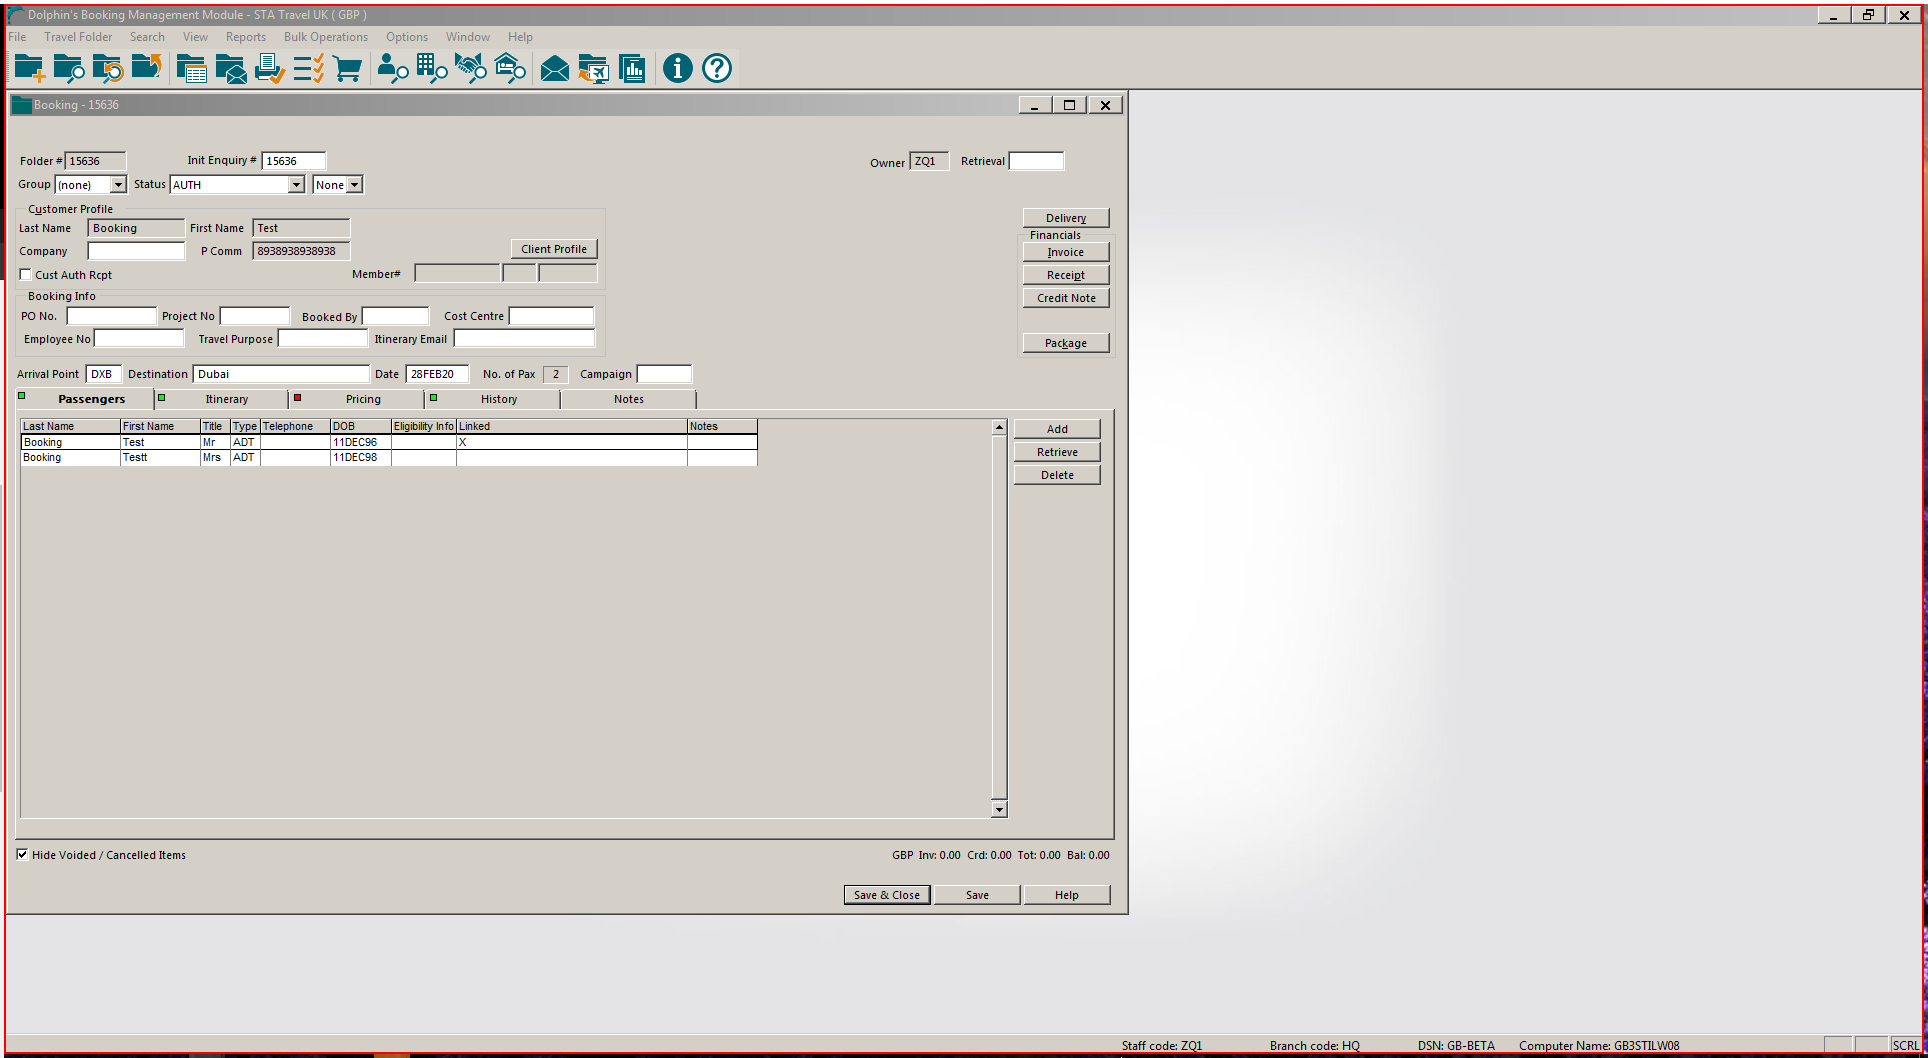 Dolphin's Booking Management Module - STA Travel UK ( GBP )
File Travel Folder Search View Reports Bulk Operations Options Window Help
Booking - 15636
Folder # 15636 Init Enquiry # 15636 Owner ZQ1 Retrieval
Group (none) Status AUTH None
Customer Profile
Last Name Booking First Name Test
Company P Comm 8938938938938 Client Profile
Cust Auth Rcpt Member#
Delivery
Financials
Invoice
Receipt
Credit Note
Package
Booking Info
PO No. Project No Booked By Cost Centre
Employee No Travel Purpose Itinerary Email
Arrival Point DXB Destination Dubai Date 28FEB20 No. of Pax 2 Campaign
Passengers Itinerary Pricing History Notes
Last Name First Name Title Type Telephone DOB Eligibility Info Linked Notes
Booking Test Mr ADT 11DEC96 X
Booking Testt Mrs ADT 11DEC98
Add
Retrieve
Delete
Hide Voided / Cancelled Items GBP Inv: 0.00 Crd: 0.00 Tot: 0.00 Bal: 0.00
Save & Close Save Help
Staff code: ZQ1 Branch code: HQ DSN: GB-BETA Computer Name: GB3STILW08 SCRL